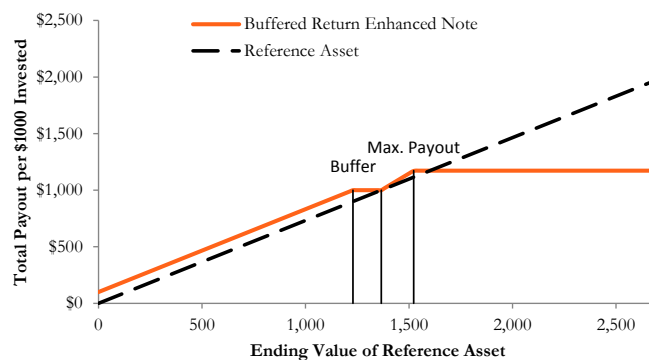 $2,500
Buffered Return Enhanced Note
Reference Asset
$2,000
$1,500
Max. Payout
Buffer
$1,000
$500
$0
0 500 1,000 1,500 2,000 2,500
Total Payout per $1000 Invested
Ending Value of Reference Asset